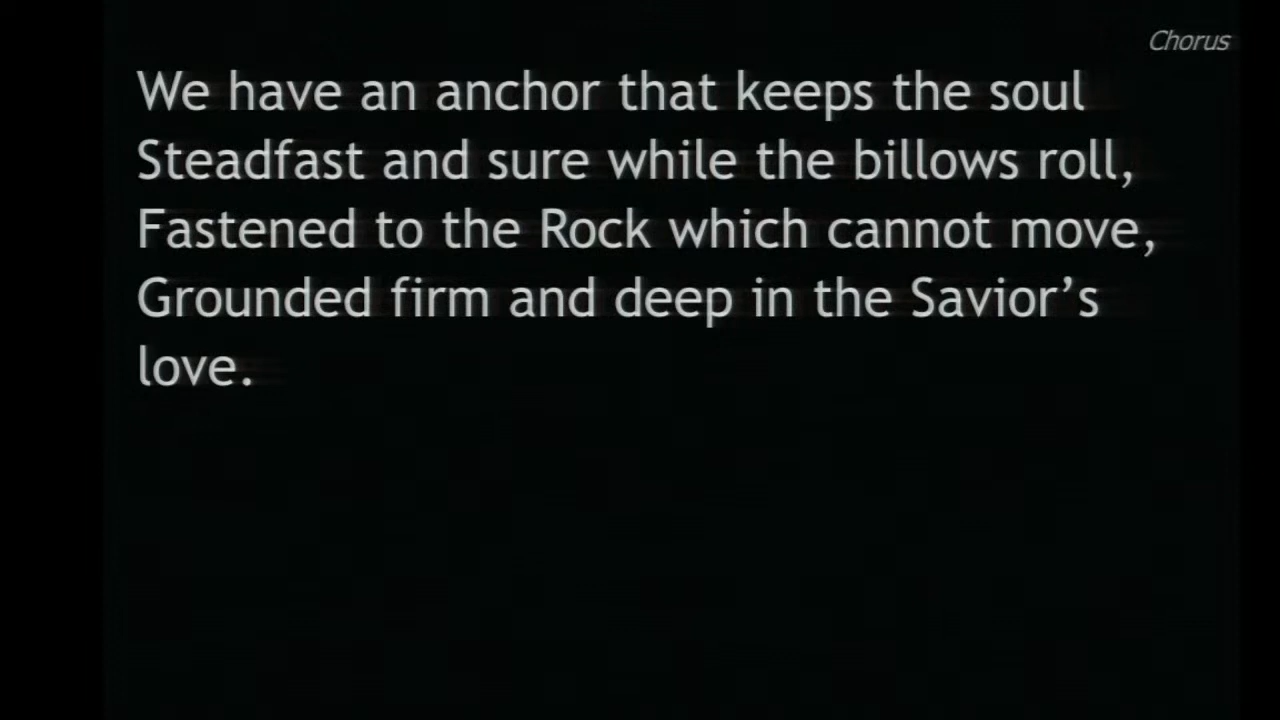 Chorus
We have an anchor that keeps the soul
Steadfast and sure while the billows roll,
Fastened to the Rock which cannot move,
Grounded firm and deep in the Savior’s
love.